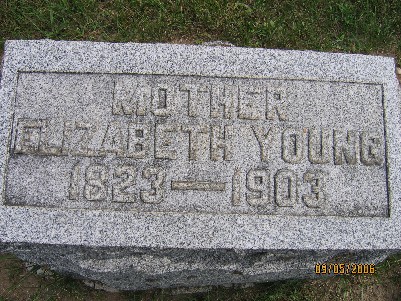 MOTHER
ELIZABETH YOUNG
1823—1903
09/05/2006